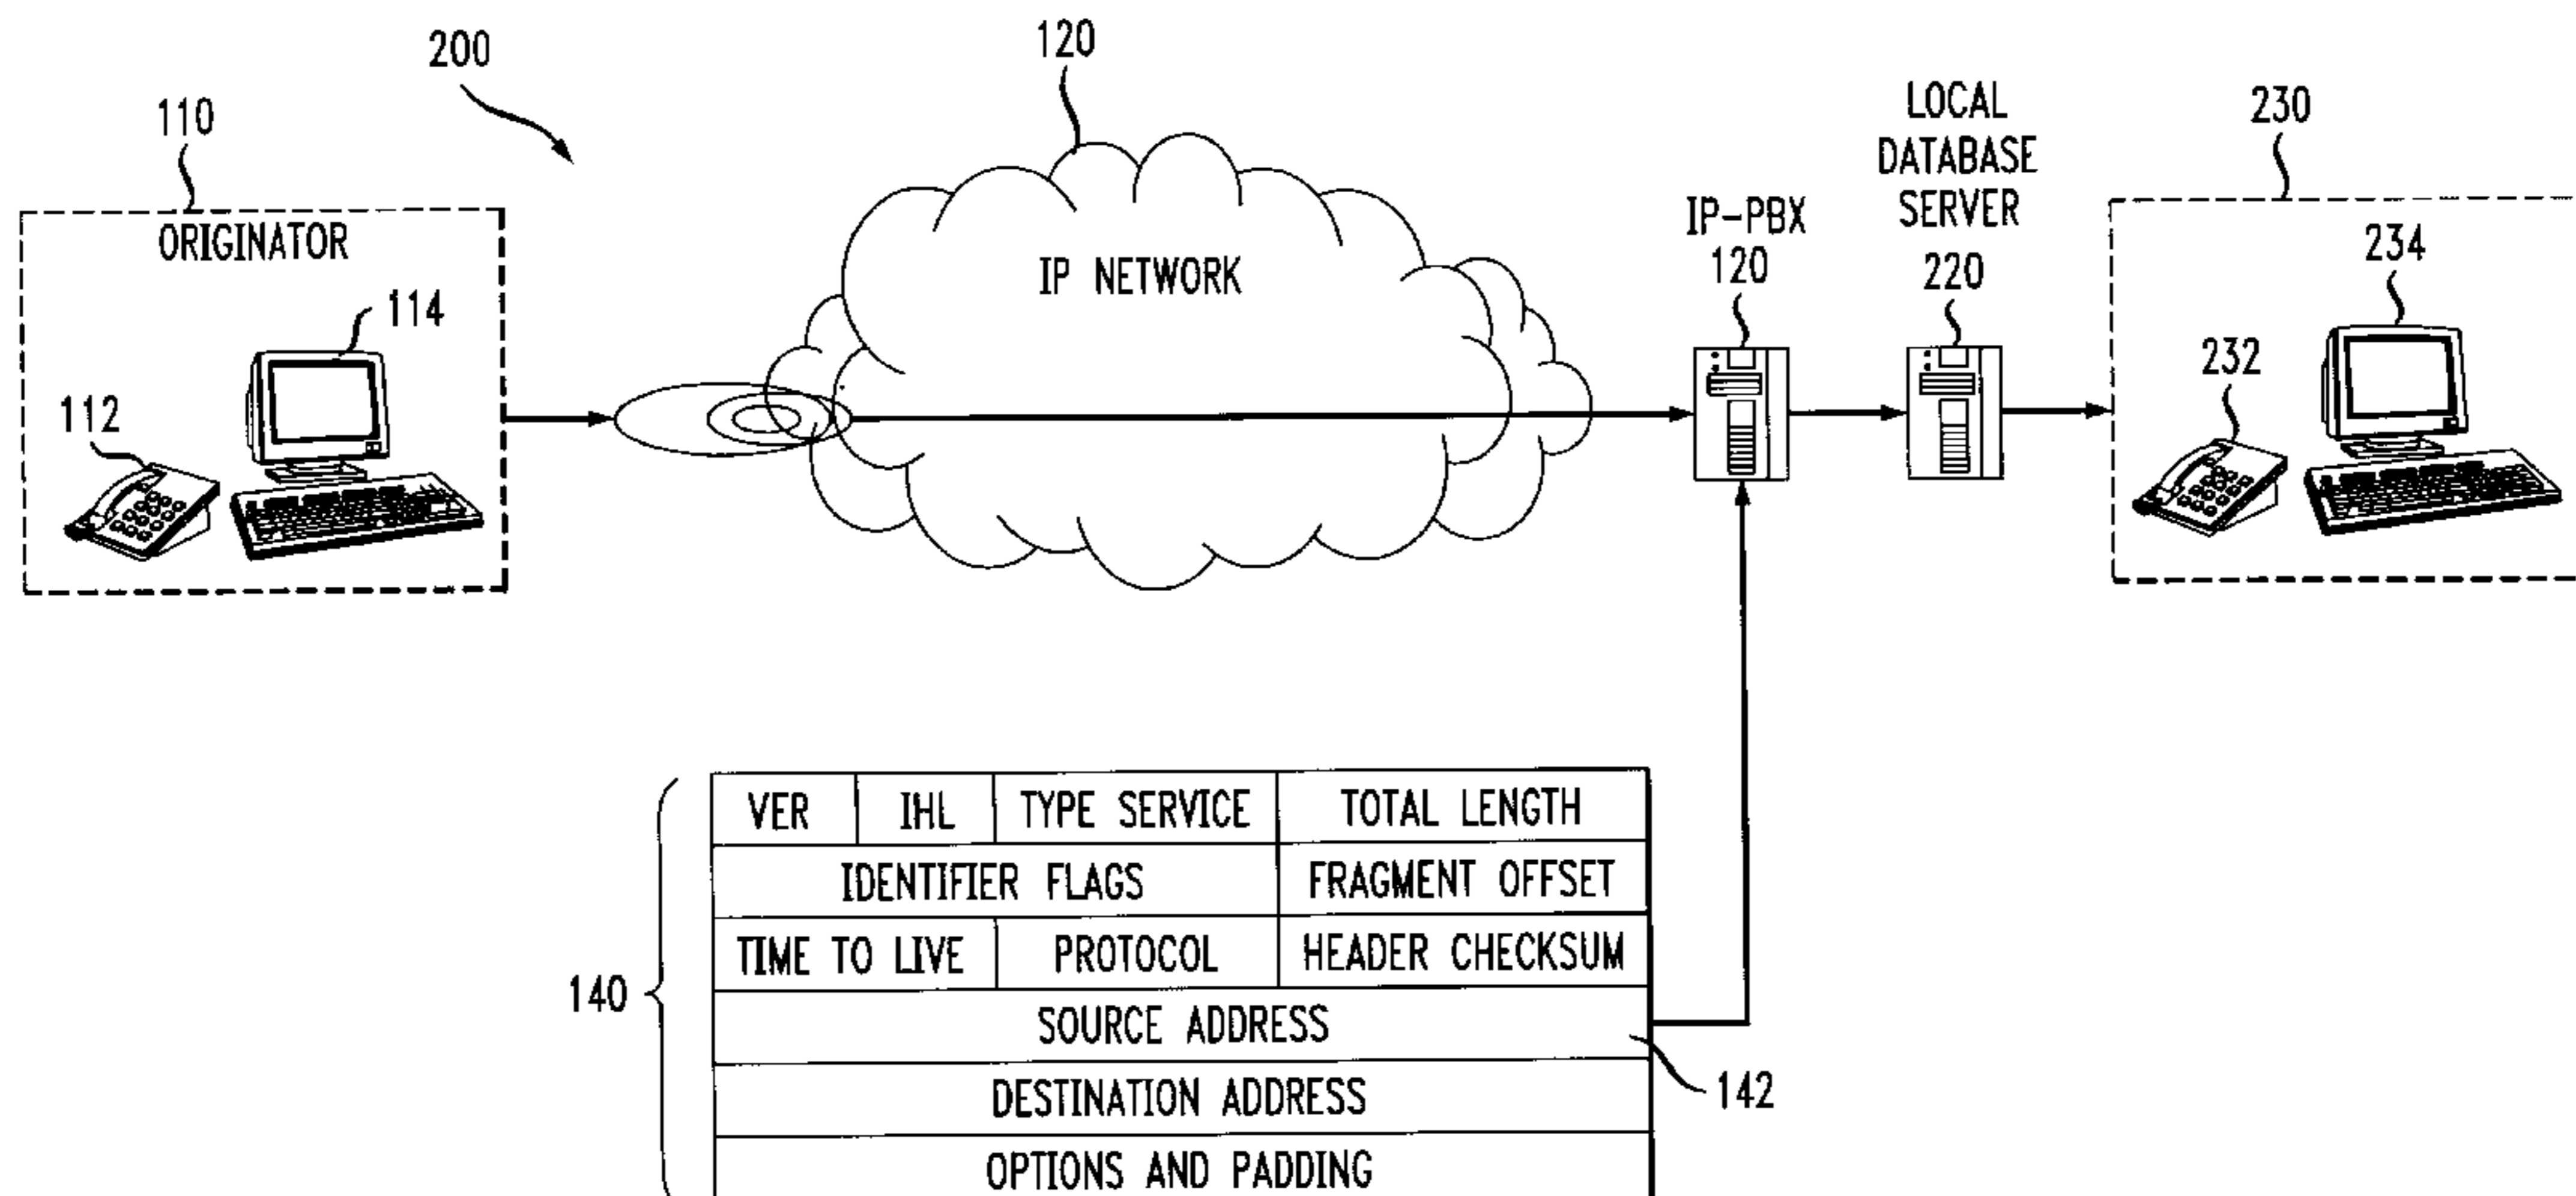 200
120
110
ORIGINATOR
114
112
IP NETWORK
IP-PBX
120
LOCAL
DATABASE
SERVER
220
230
234
232
140
VER IHL TYPE SERVICE TOTAL LENGTH
IDENTIFIER FLAGS FRAGMENT OFFSET
TIME TO LIVE PROTOCOL HEADER CHECKSUM
SOURCE ADDRESS
142
DESTINATION ADDRESS
OPTIONS AND PADDING